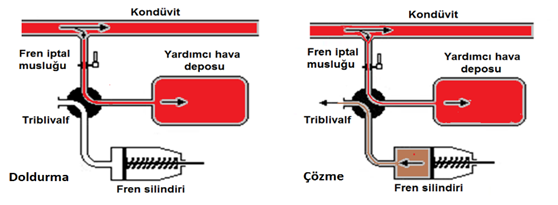 Kondüvit
Fren iptal
musluğu
Yardımcı hava
deposu
Triblivalf
Doldurma
Fren silindiri
Kondüvit
Fren iptal
musluğu
Yardımcı hava
deposu
Triblivalf
Çözme
Fren silindiri